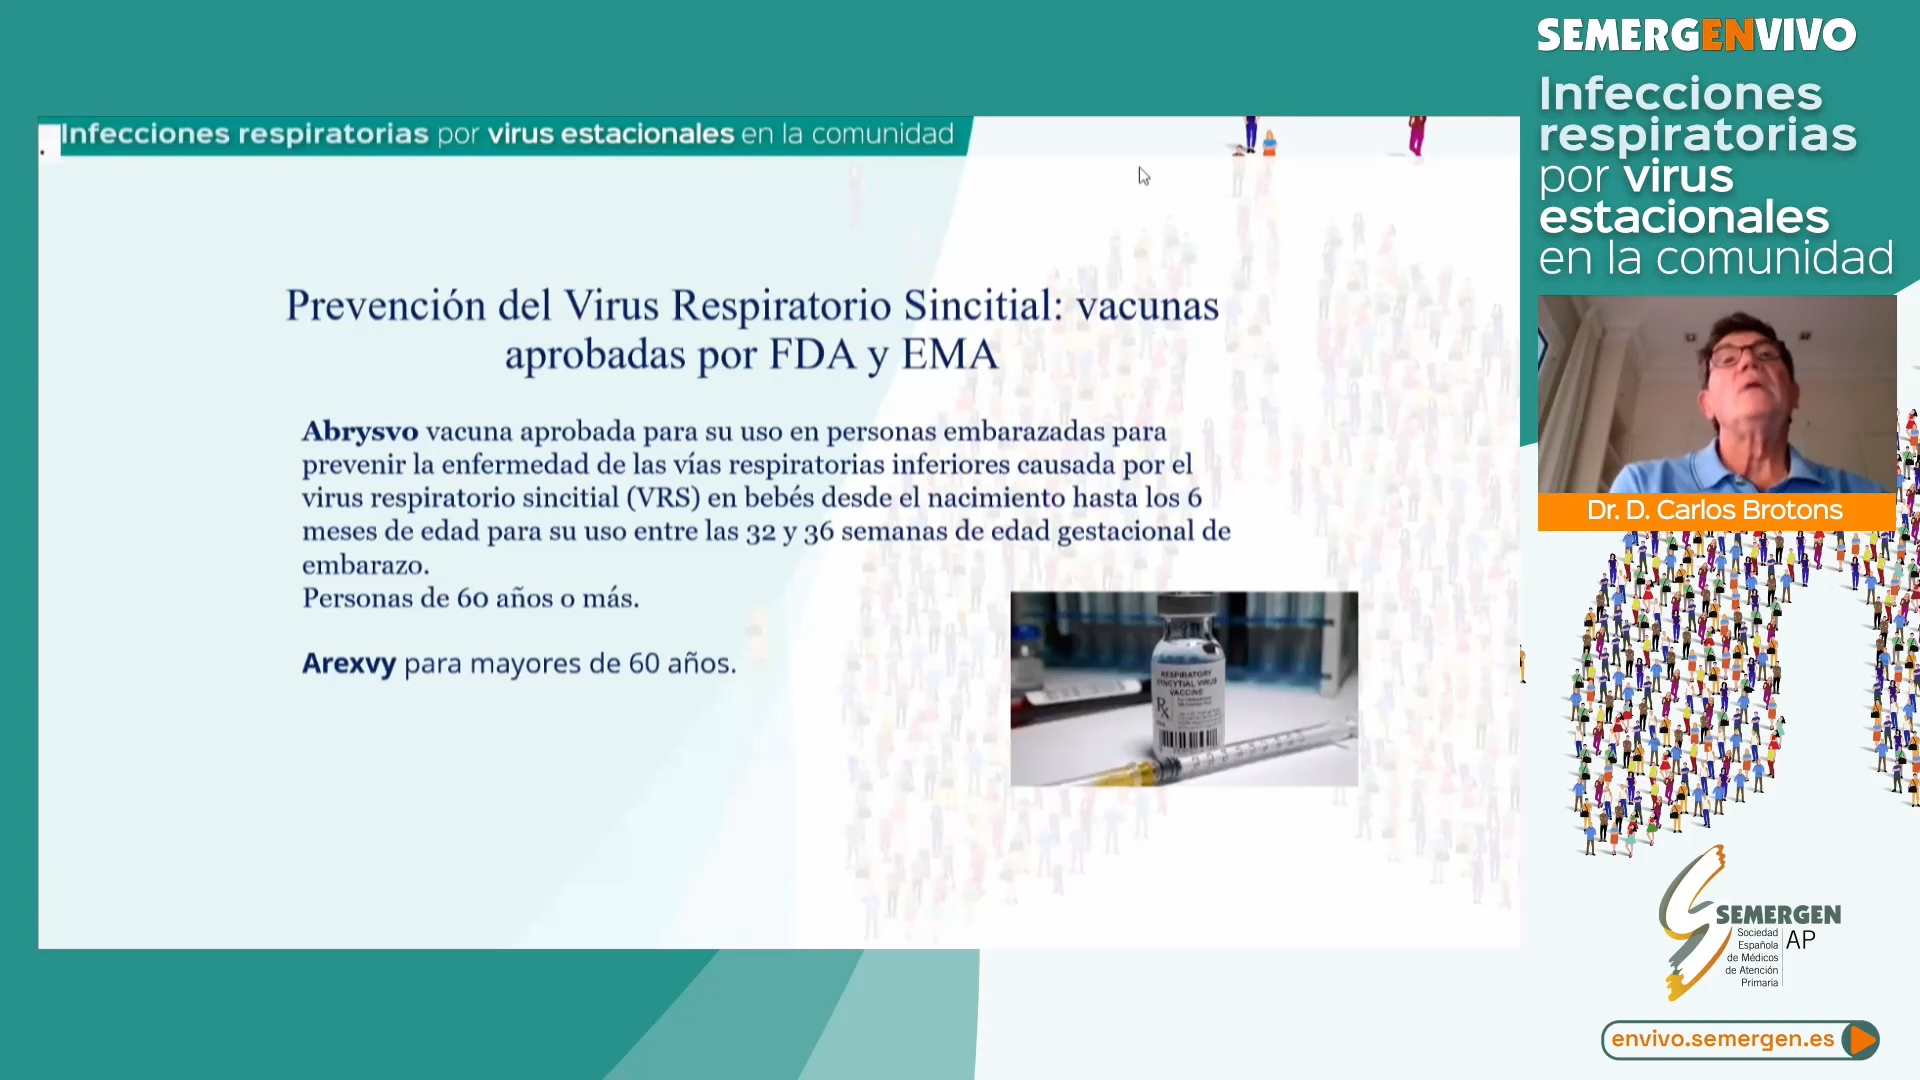 SEMERGENVIVO
Infecciones
respiratorias
por virus
estacionales
en la comunidad
Infecciones respiratorias por virus estacionales en la comunidad
Prevención del Virus Respiratorio Sincitial: vacunas
aprobadas por FDA y EMA
Abrysvo vacuna aprobada para su uso en personas embarazadas para
prevenir la enfermedad de las vías respiratorias inferiores causada por el
virus respiratorio sincitial (VRS) en bebés desde el nacimiento hasta los 6
meses de edad para su uso entre las 32 y 36 semanas de edad gestacional de
embarazo.
Personas de 60 años o más.
Arexvy para mayores de 60 años.
RESPIRATORY
SYNCYTIAL VIRUS
VACCINE
Rx
Dr. D. Carlos Brotons
SEMERGEN
Sociedad
Española
de Médicos
de Atención
Primaria
AP
envivo.semergen.es